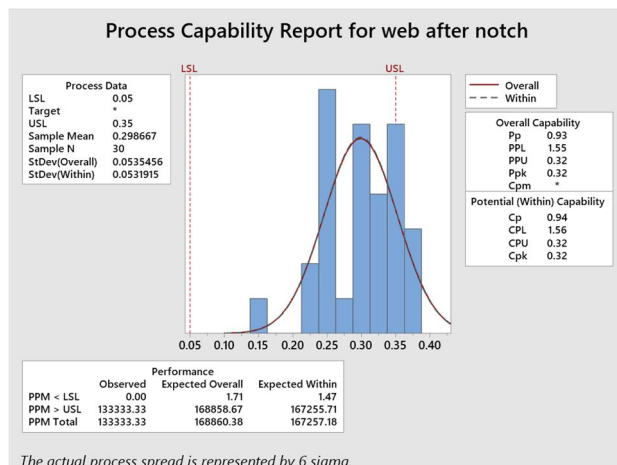 Process Capability Report for web after notch
LSL
USL
Process Data
LSL 0.05
Target *
USL 0.35
Sample Mean 0.298667
Sample N 30
StDev(Overall) 0.0535456
StDev(Within) 0.0531915
Overall
Within
Overall Capability
Pp 0.93
PPL 1.55
PPU 0.32
Ppk 0.32
Cpm *
Potential (Within) Capability
Cp 0.94
CPL 1.56
CPU 0.32
Cpk 0.32
0.05 0.10 0.15 0.20 0.25 0.30 0.35 0.40
Performance
Observed Expected Overall Expected Within
PPM < LSL 0.00 1.71 1.47
PPM > USL 133333.33 168858.67 167255.71
PPM Total 133333.33 168860.38 167257.18
The actual process spread is represented by 6 sigma.